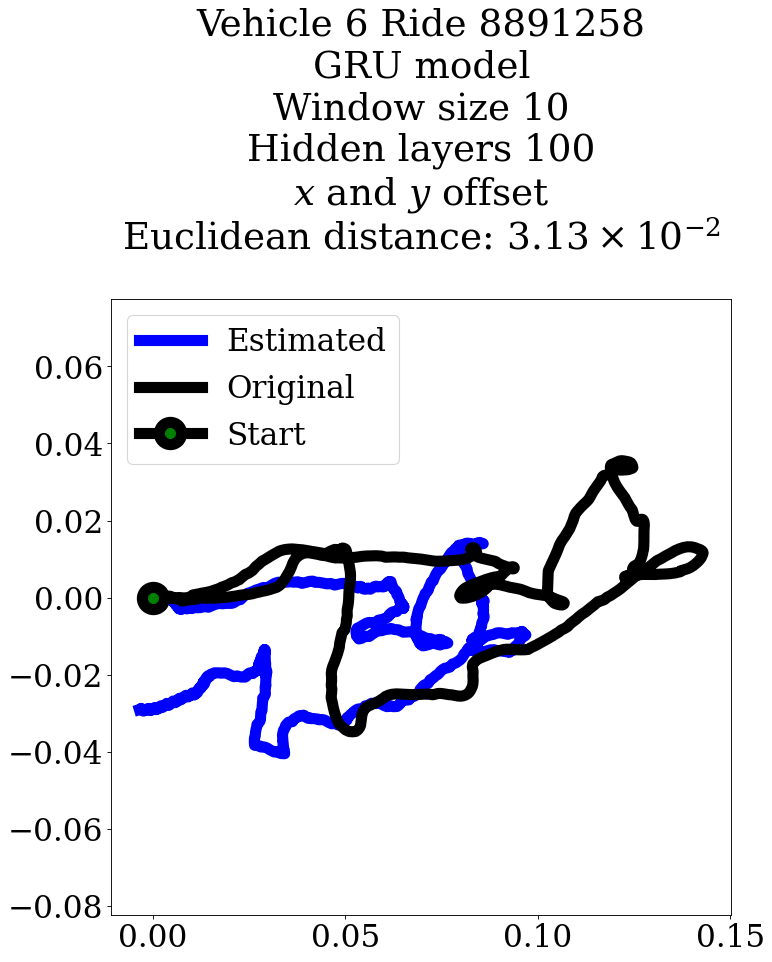 Vehicle 6 Ride 8891258
GRU model
Window size 10
Hidden layers 100
x and y offset
Euclidean distance: 3.13 × 10⁻²
Estimated
Original
Start
0.06
0.04
0.02
0.00
−0.02
−0.04
−0.06
−0.08
0.00 0.05 0.10 0.15